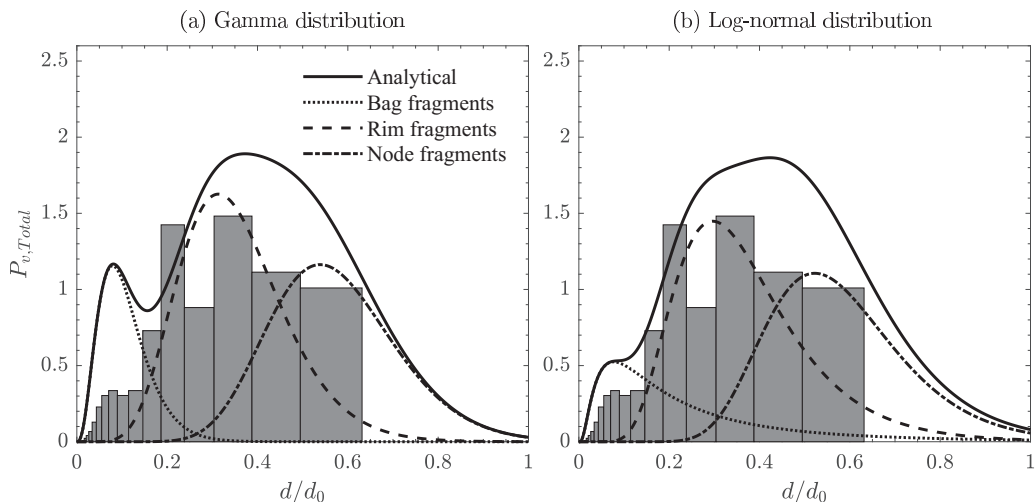 (a) Gamma distribution
(b) Log-normal distribution
P_{v,Total}
2.5
2
1.5
1
0.5
0
Analytical
Bag fragments
Rim fragments
Node fragments
0 0.2 0.4 0.6 0.8 1
d/d_0
2.5
2
1.5
1
0.5
0
0 0.2 0.4 0.6 0.8 1
d/d_0